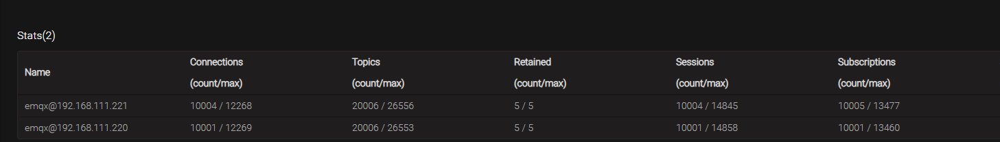 Stats(2)
Name Connections (count/max) Topics (count/max) Retained (count/max) Sessions (count/max) Subscriptions (count/max)
emqx@192.168.111.221 10004 / 12268 20006 / 26556 5 / 5 10004 / 14845 10005 / 13477
emqx@192.168.111.220 10001 / 12269 20006 / 26553 5 / 5 10001 / 14858 10001 / 13460